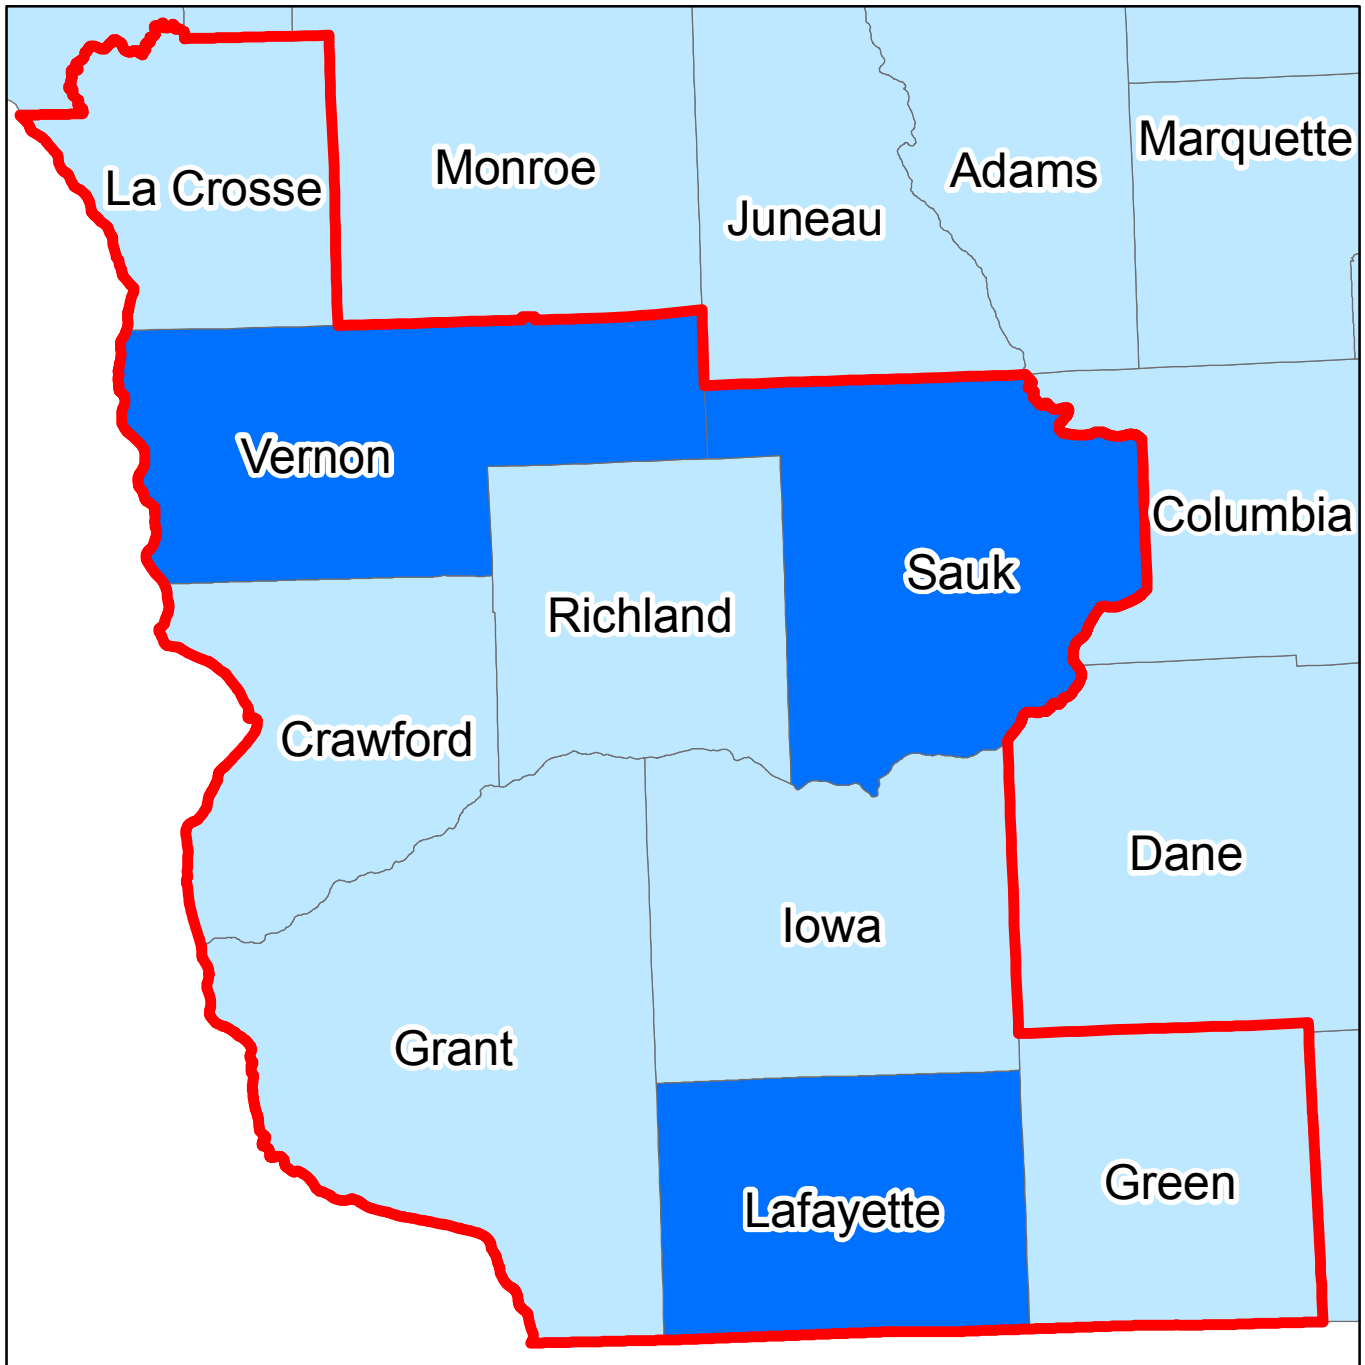 Marquette
Monroe
Adams
La Crosse
Juneau
Vernon
Columbia
Sauk
Richland
Crawford
Dane
Iowa
Grant
Green
Lafayette